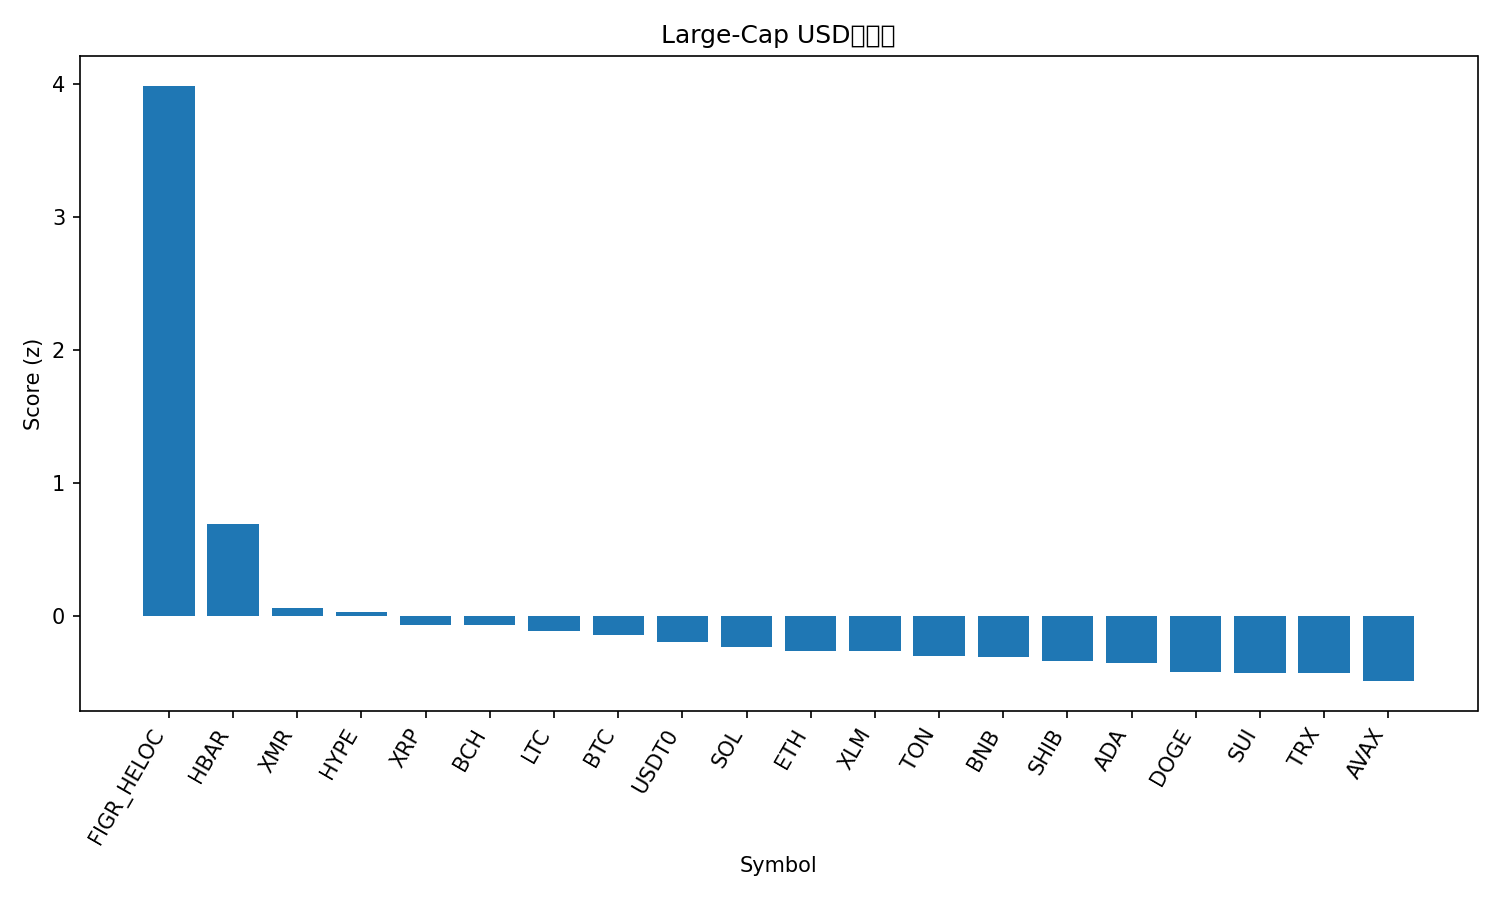 Large-Cap USD
4
3
2
1
0
Score (z)
FIGR_HELOC
HBAR
XMR
HYPE
XRP
BCH
LTC
BTC
USDT0
SOL
ETH
XLM
TON
BNB
SHIB
ADA
DOGE
SUI
TRX
AVAX
Symbol